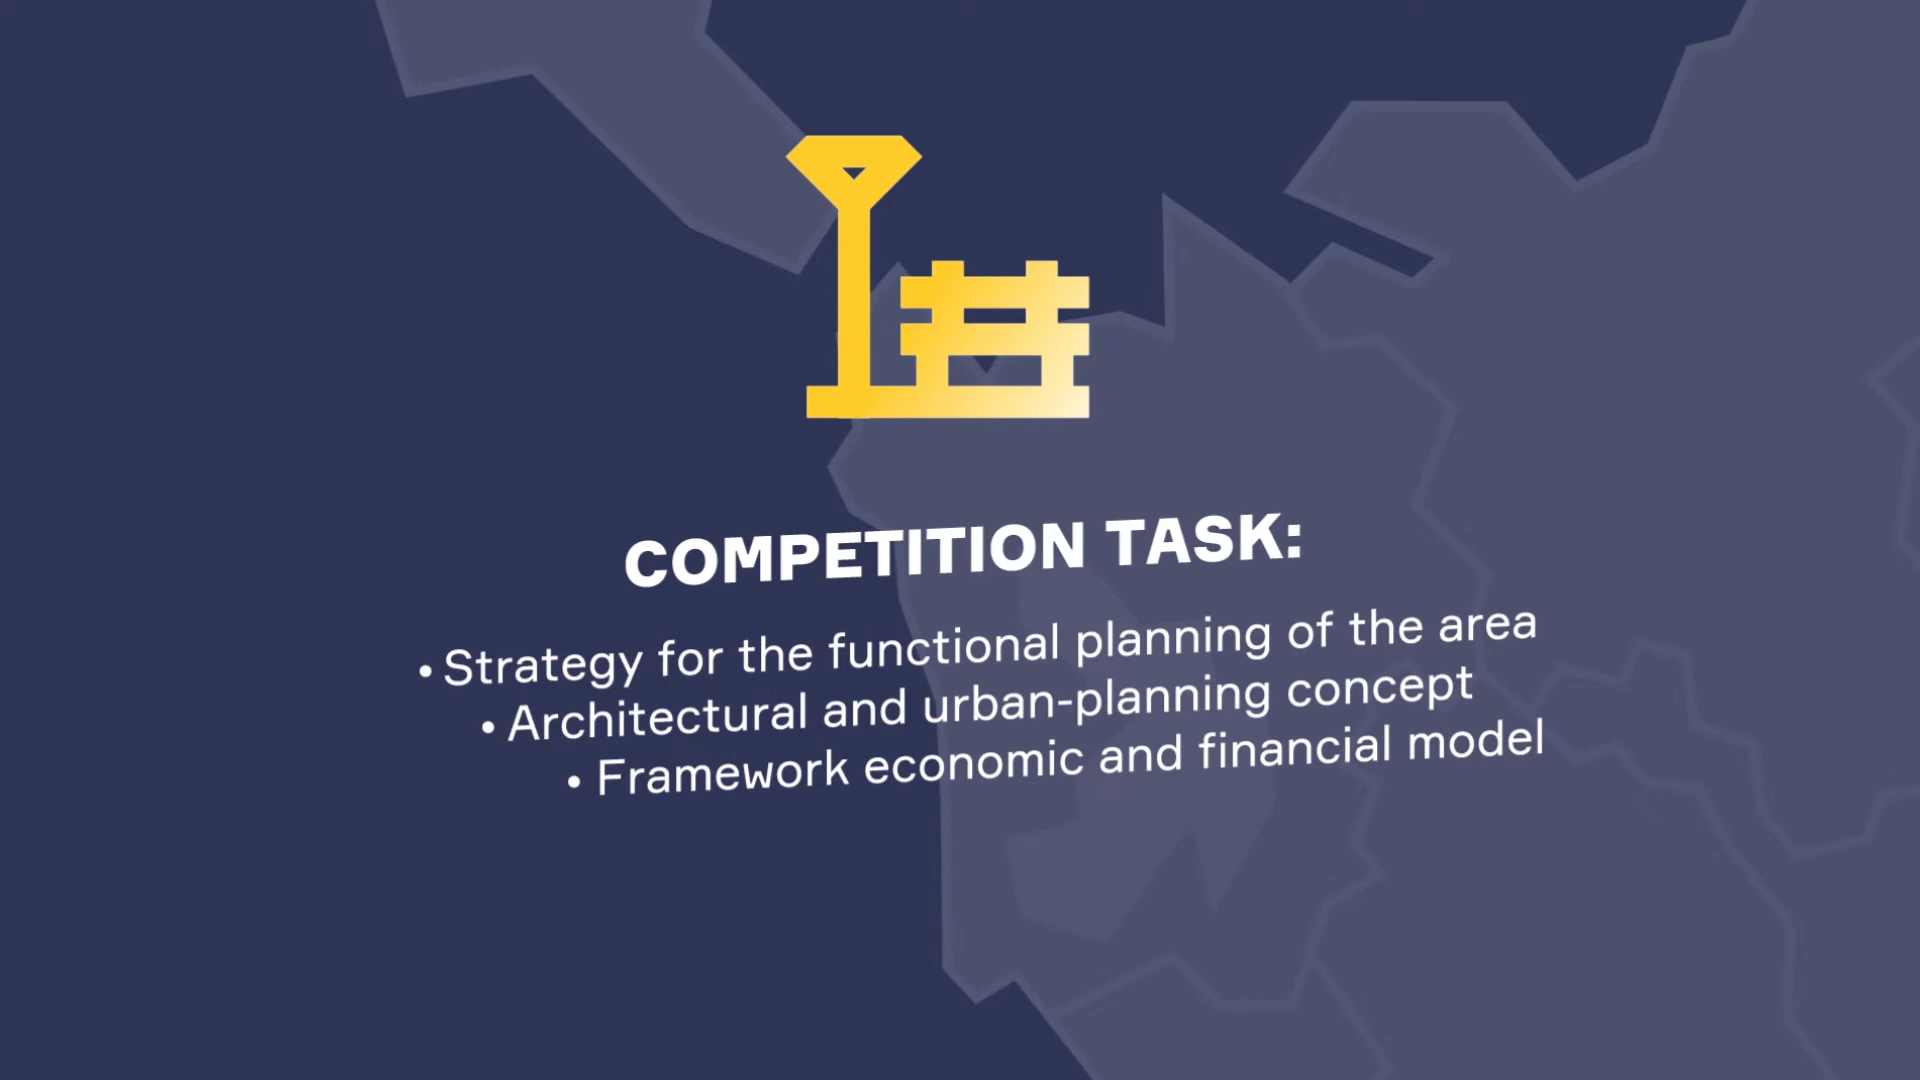 COMPETITION TASK:
• Strategy for the functional planning of the area
• Architectural and urban-planning concept
• Framework economic and financial model